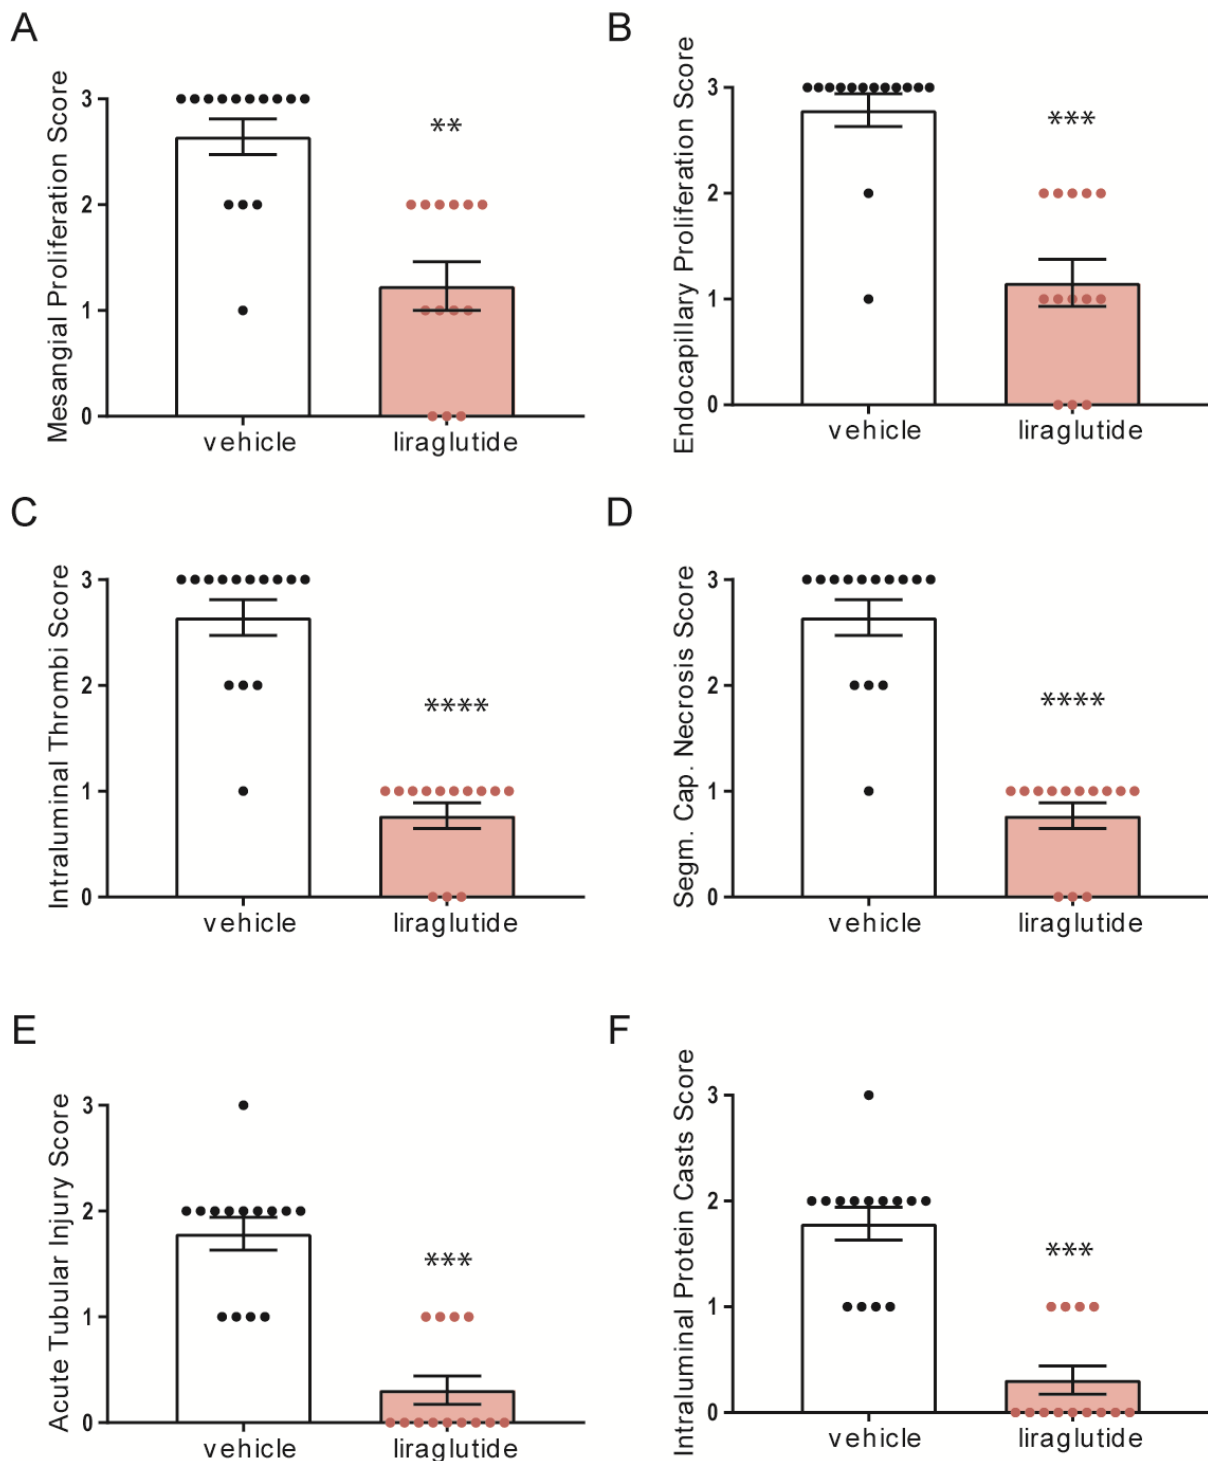 A
Mesangial Proliferation Score
3
2
1
0
**
vehicle
liraglutide
B
Endocapillary Proliferation Score
3
2
1
0
***
vehicle
liraglutide
C
Intraluminal Thrombi Score
3
2
1
0
****
vehicle
liraglutide
D
Segm. Cap. Necrosis Score
3
2
1
0
****
vehicle
liraglutide
E
Acute Tubular Injury Score
3
2
1
0
***
vehicle
liraglutide
F
Intraluminal Protein Casts Score
3
2
1
0
***
vehicle
liraglutide